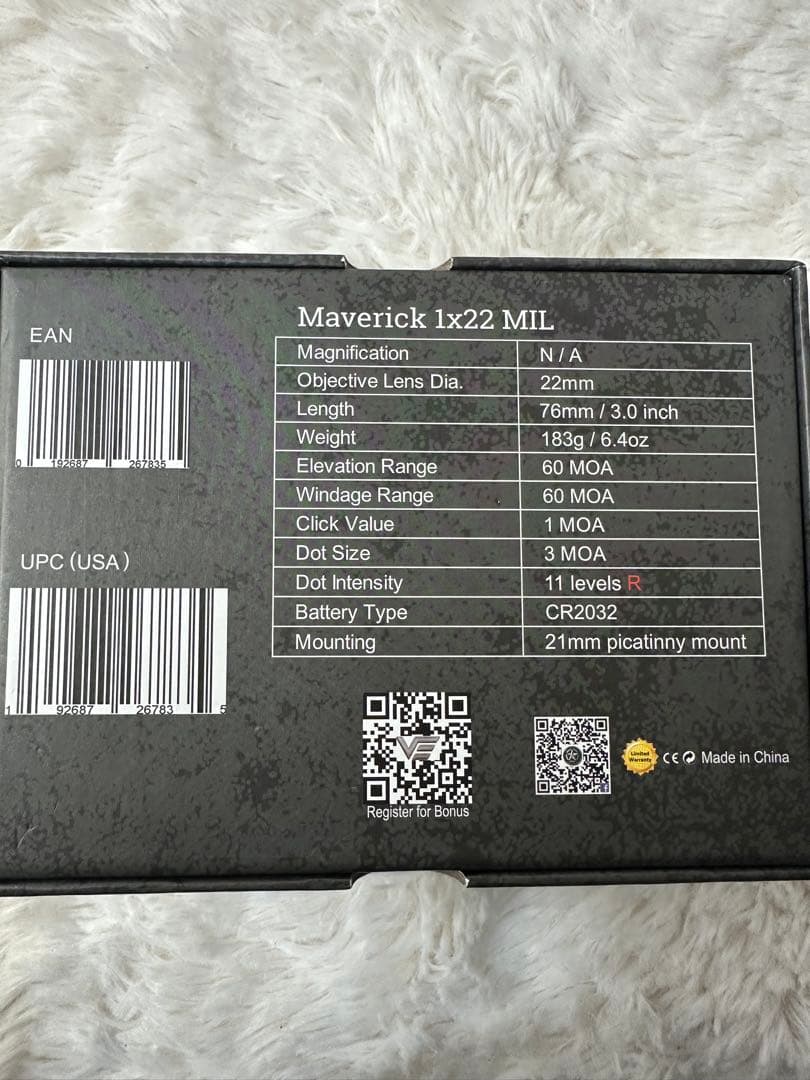 Maverick 1x22 MIL
EAN
Magnification N / A
Objective Lens Dia. 22mm
Length 76mm / 3.0 inch
Weight 183g / 6.4oz
Elevation Range 60 MOA
Windage Range 60 MOA
Click Value 1 MOA
Dot Size 3 MOA
Dot Intensity 11 levels R
Battery Type CR2032
Mounting 21mm picatinny mount
0 192687 267835
UPC (USA)
1 92687 26783 5
VE
Register for Bonus
Limited
Warranty
CE Made in China